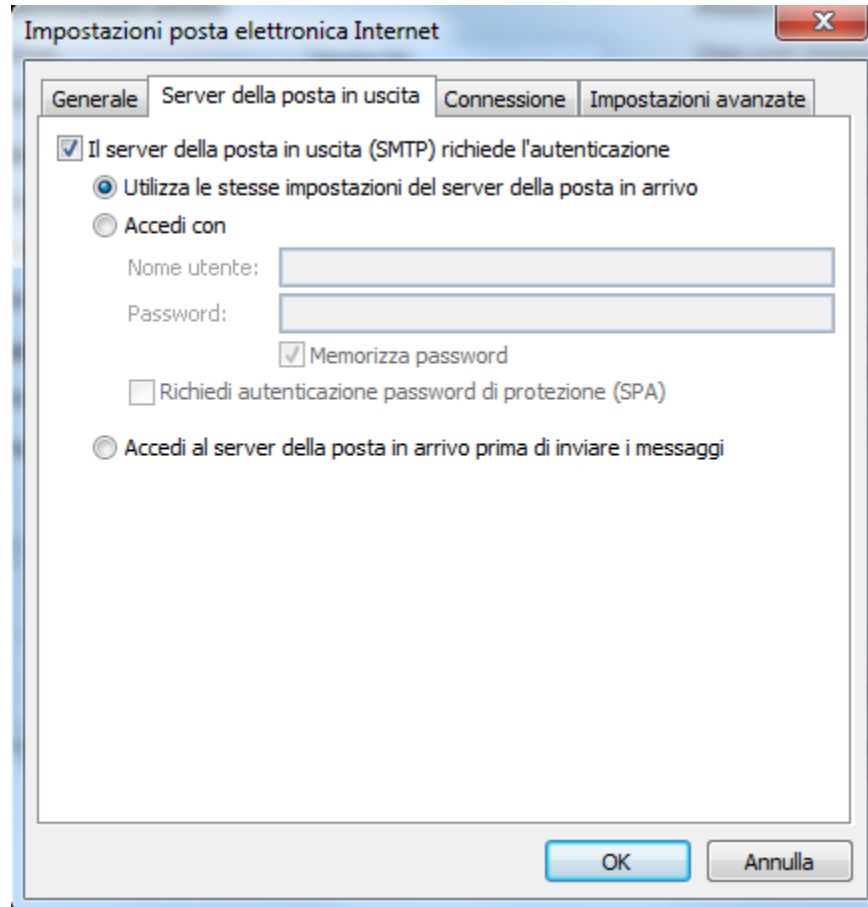 Impostazioni posta elettronica Internet
Generale Server della posta in uscita Connessione Impostazioni avanzate
Il server della posta in uscita (SMTP) richiede l'autenticazione
Utilizza le stesse impostazioni del server della posta in arrivo
Accedi con
Nome utente:
Password:
Memorizza password
Richiedi autenticazione password di protezione (SPA)
Accedi al server della posta in arrivo prima di inviare i messaggi
OK Annulla